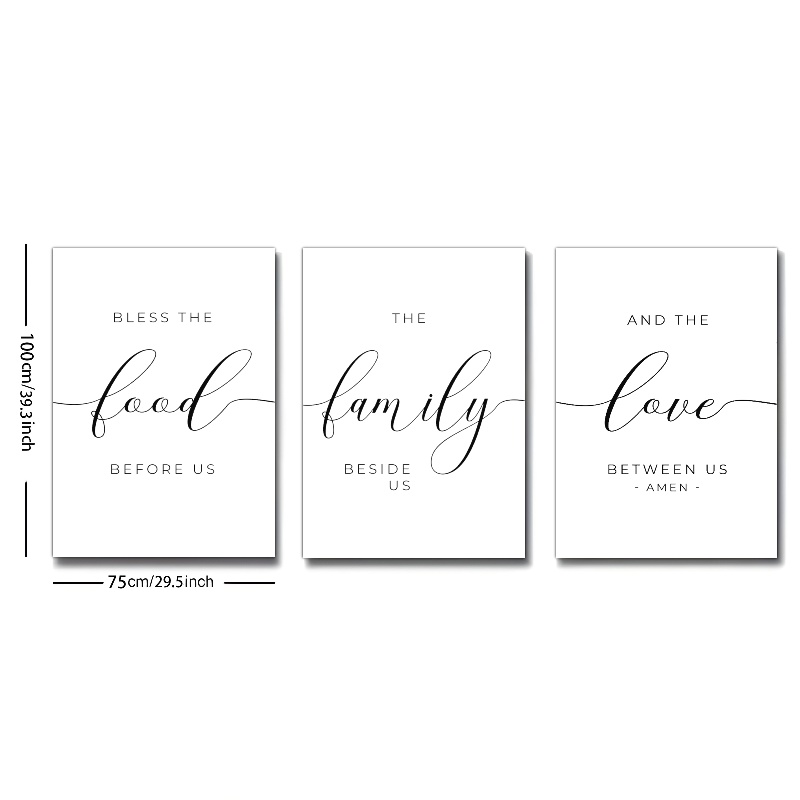 BLESS THE
food
BEFORE US
THE
family
BESIDE
US
AND THE
love
BETWEEN US
- AMEN -
100cm/39.3inch
75cm/29.5inch